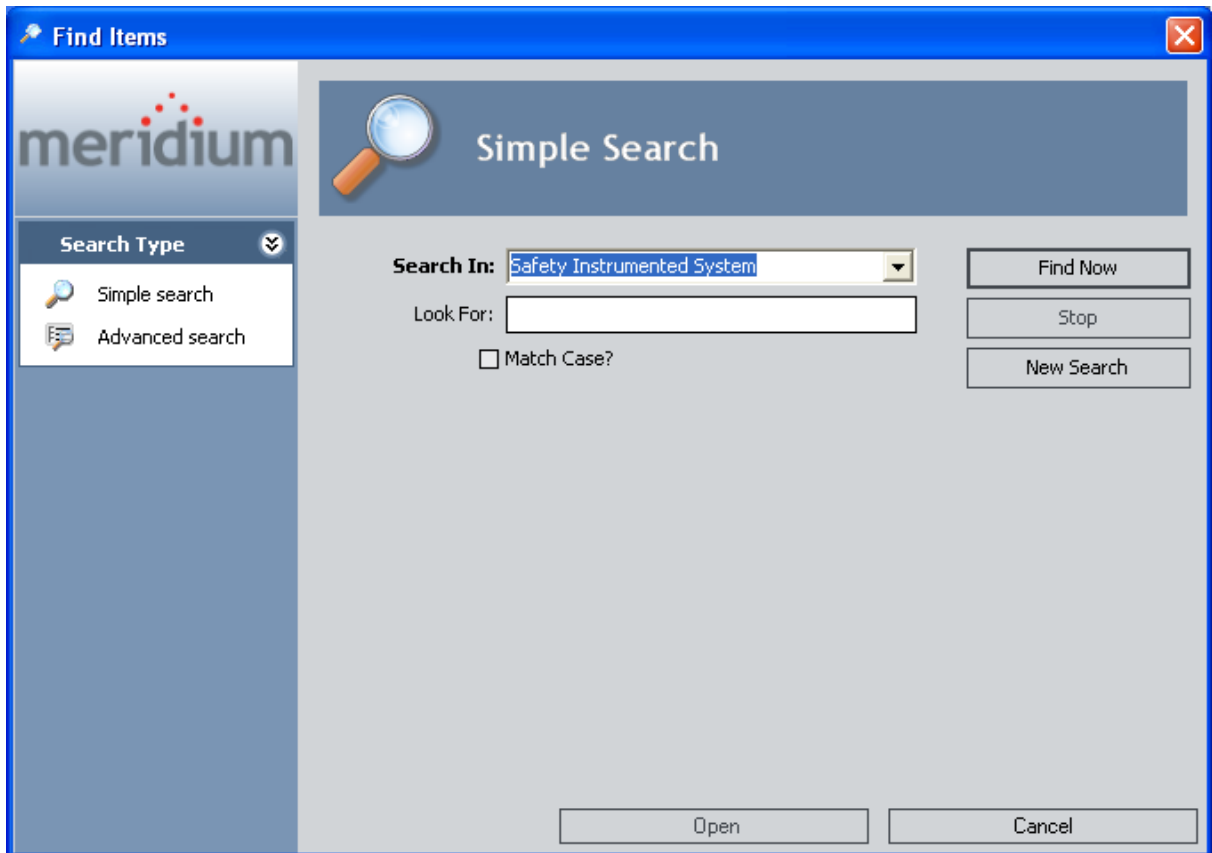 Find Items
meridium
Simple Search
Search Type
Simple search
Advanced search
Search In: Safety Instrumented System
Find Now
Look For:
Stop
Match Case?
New Search
Open
Cancel